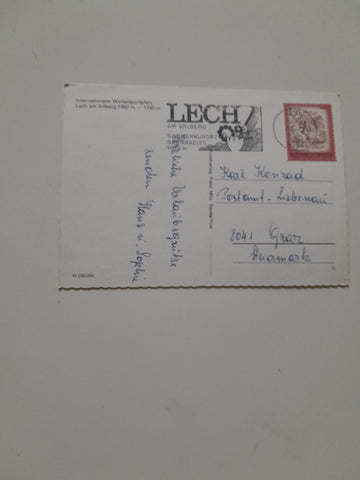 Internationaler Wintersportplatz
Lech am Arlberg 1450 m — 1730 m
LECH
AM ARLBERG
Herzliche Urlaubsgrüße
senden Hans u. Sophie
Karl Konrad
Postamt-Liebenau
8041 Graz
Steiermark